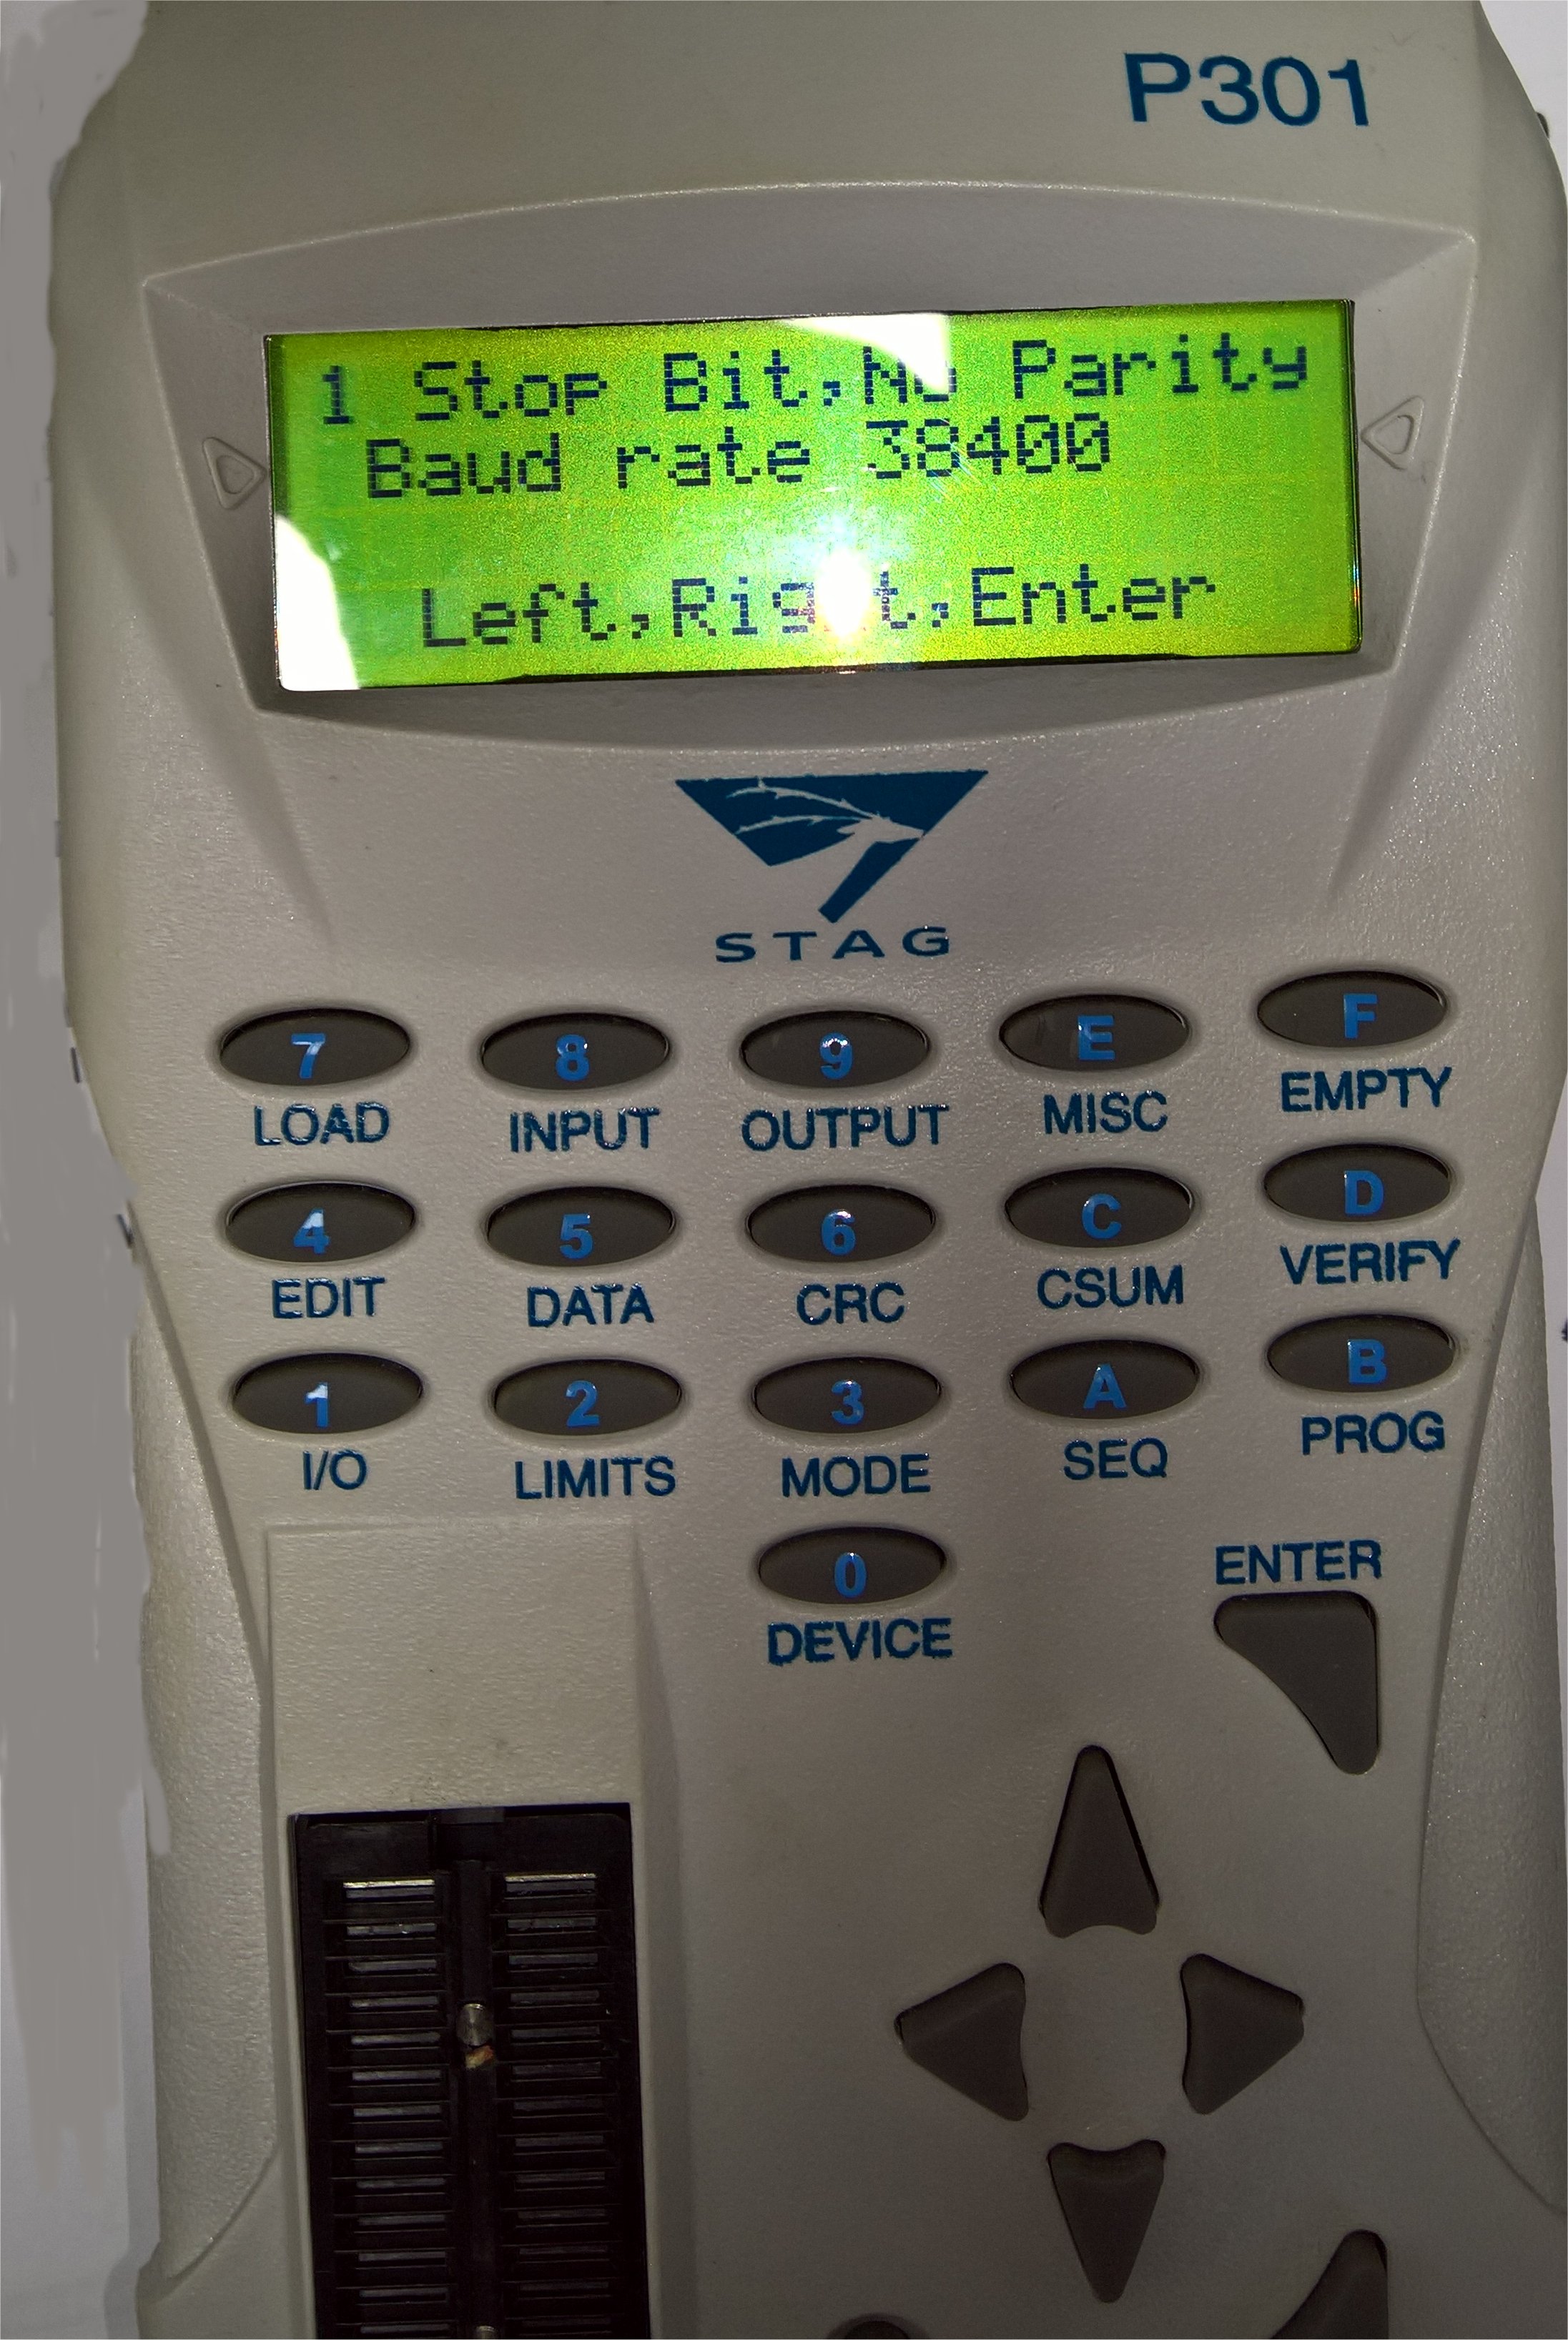 P301
1 Stop Bit,No Parity
Baud rate 38400
Left,Right,Enter
STAG
7 8 9 E F
LOAD INPUT OUTPUT MISC EMPTY
4 5 6 C D
EDIT DATA CRC CSUM VERIFY
1 2 3 A B
I/O LIMITS MODE SEQ PROG
0
ENTER
DEVICE